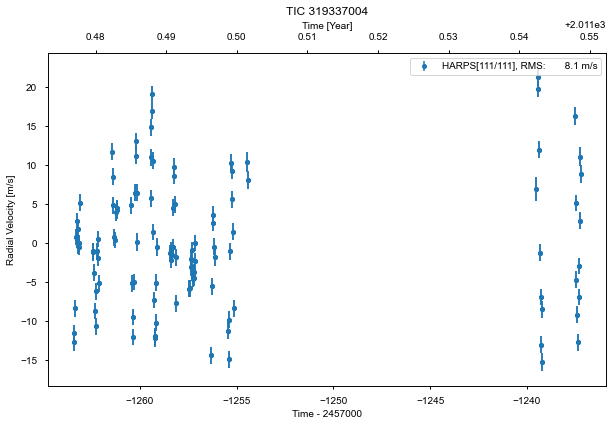 TIC 319337004
Time [Year]
+2.011e3
0.48 0.49 0.50 0.51 0.52 0.53 0.54 0.55
HARPS[111/111], RMS: 8.1 m/s
20
15
10
5
0
−5
−10
−15
Radial Velocity [m/s]
−1260 −1255 −1250 −1245 −1240
Time - 2457000